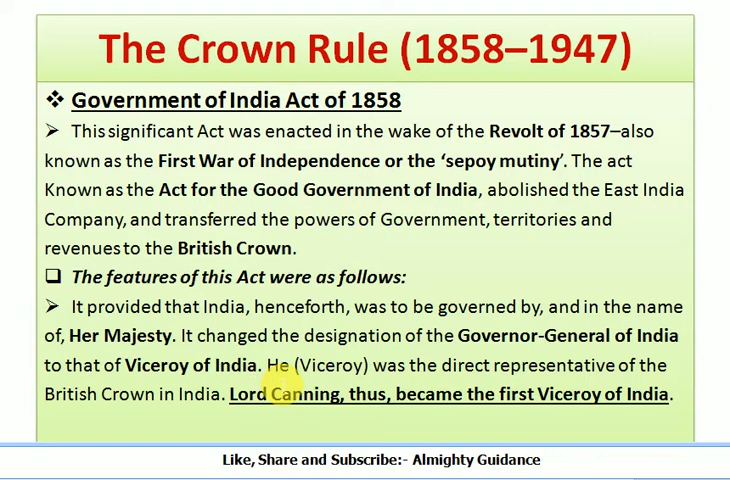 The Crown Rule (1858–1947)
❖ Government of India Act of 1858
➢ This significant Act was enacted in the wake of the Revolt of 1857–also
known as the First War of Independence or the ‘sepoy mutiny’. The act
Known as the Act for the Good Government of India, abolished the East India
Company, and transferred the powers of Government, territories and
revenues to the British Crown.
❑ The features of this Act were as follows:
➢ It provided that India, henceforth, was to be governed by, and in the name
of, Her Majesty. It changed the designation of the Governor-General of India
to that of Viceroy of India. He (Viceroy) was the direct representative of the
British Crown in India. Lord Canning, thus, became the first Viceroy of India.
Like, Share and Subscribe:- Almighty Guidance